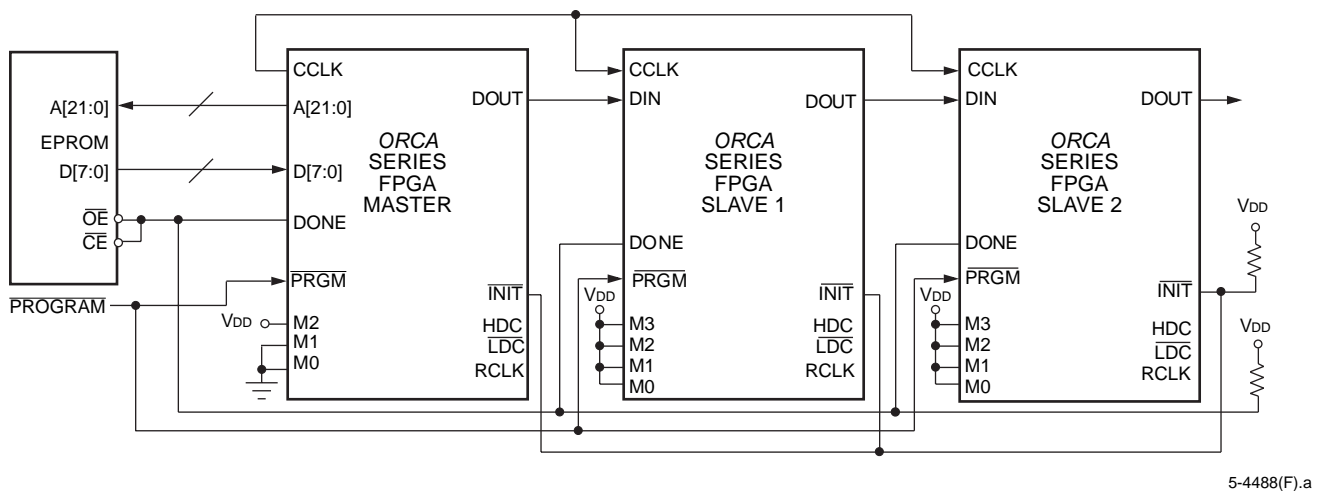 A[21:0]
EPROM
D[7:0]
OE
CE
PROGRAM
CCLK
A[21:0]
DOUT
ORCA
SERIES
FPGA
MASTER
D[7:0]
DONE
PRGM
INIT
VDD
M2
M1
M0
HDC
LDC
RCLK
CCLK
DIN
DOUT
ORCA
SERIES
FPGA
SLAVE 1
DONE
PRGM
INIT
VDD
M3
M2
M1
M0
HDC
LDC
RCLK
CCLK
DIN
DOUT
ORCA
SERIES
FPGA
SLAVE 2
DONE
PRGM
INIT
VDD
M3
M2
M1
M0
HDC
LDC
RCLK
VDD
VDD
5-4488(F).a